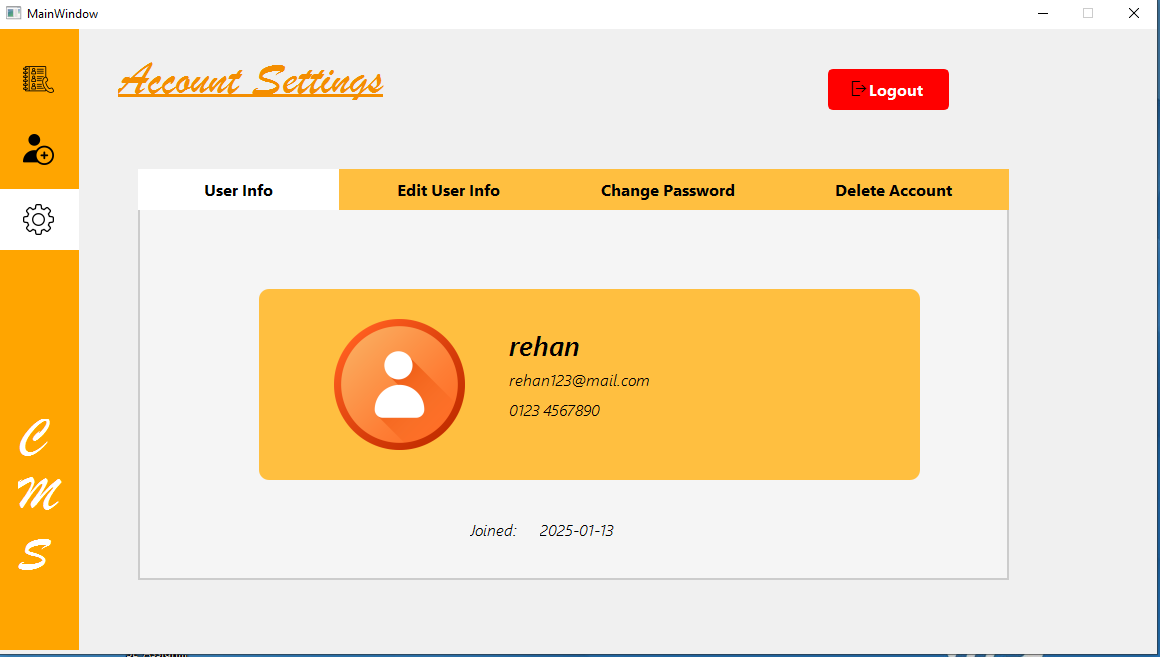 MainWindow
Account Settings
Logout
User Info
Edit User Info
Change Password
Delete Account
rehan
rehan123@mail.com
0123 4567890
Joined: 2025-01-13
C
M
S